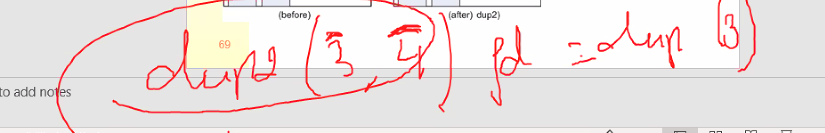 (before) (after) dup2)
69
dup2 (3, 4) fd = dup (3)
to add notes